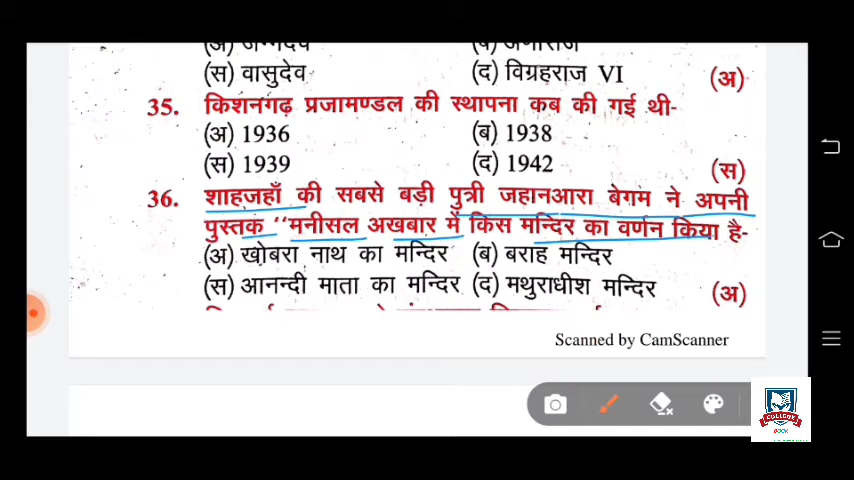 (स) वासुदेव (द) विग्रहराज VI (अ)
35. किशनगढ़ प्रजामण्डल की स्थापना कब की गई थी-
(अ) 1936 (ब) 1938
(स) 1939 (द) 1942 (स)
36. शाहजहाँ की सबसे बड़ी पुत्री जहानआरा बेगम ने अपनी
पुस्तक "मनीसल अखबार में किस मन्दिर का वर्णन किया है-
(अ) खोबरा नाथ का मन्दिर (ब) बराह मन्दिर
(स) आनन्दी माता का मन्दिर (द) मथुराधीश मन्दिर (अ)
Scanned by CamScanner